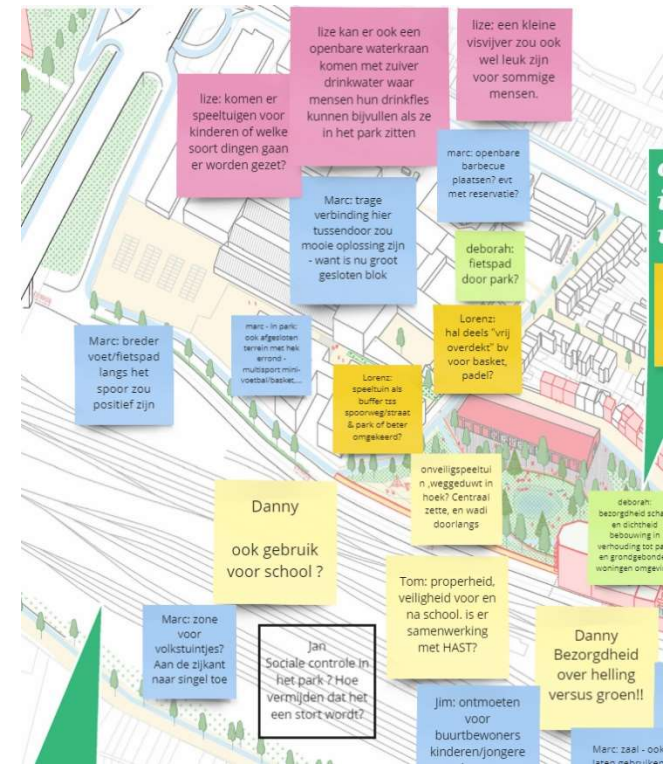 lize: komen er
speeltuigen voor
kinderen of welke
soort dingen gaan
er worden gezet?
lize kan er ook een
openbare waterkraan
komen met zuiver
drinkwater waar
mensen hun drinkfles
kunnen bijvullen als ze
in het park zitten
lize: een kleine
visvijver zou ook
wel leuk zijn
voor sommige
mensen.
marc: openbare
barbecue
plaatsen? evt
met reservatie?
Marc: trage
verbinding hier
tussendoor zou
mooie oplossing zijn
- want is nu groot
gesloten blok
deborah:
fietspad
door park?
Marc: breder
voet/fietspad
langs het
spoor zou
positief zijn
marc - in park:
ook afgesloten
terrein met hek
errond -
multisport mini-
voetbal/basket,...
Lorenz:
hal deels "vrij
overdekt" bv
voor basket,
padel?
Lorenz:
speeltuin als
buffer tss
spoorweg/straat
& park of beter
omgekeerd?
onveiligspeeltui
n ,weggeduwt in
hoek? Centraal
zette, en wadi
doorlangs
Danny
ook gebruik
voor school ?
deborah:
bezorgdheid
en dichtheid
bebouwing in
verhouding tot
en grondgebonde
woningen
Tom: properheid,
veiligheid voor en
na school. is er
samenwerking
met HAST?
Marc: zone
voor
volkstuintjes?
Aan de zijkant
naar singel toe
Jan
Sociale controle in
het park ? Hoe
vermijden dat het
een stort wordt?
Danny
Bezorgdheid
over helling
versus groen!!
Jim: ontmoeten
voor
buurtbewoners
kinderen/jongere
Marc: zaal - ook
laten gebruiken